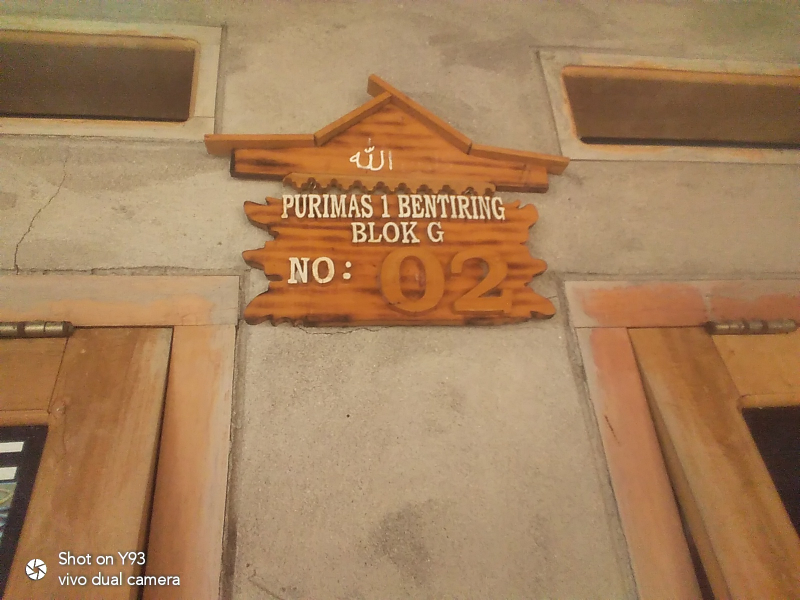 الله
PURIMAS 1 BENTIRING
BLOK G
NO: 02
Shot on Y93
vivo dual camera